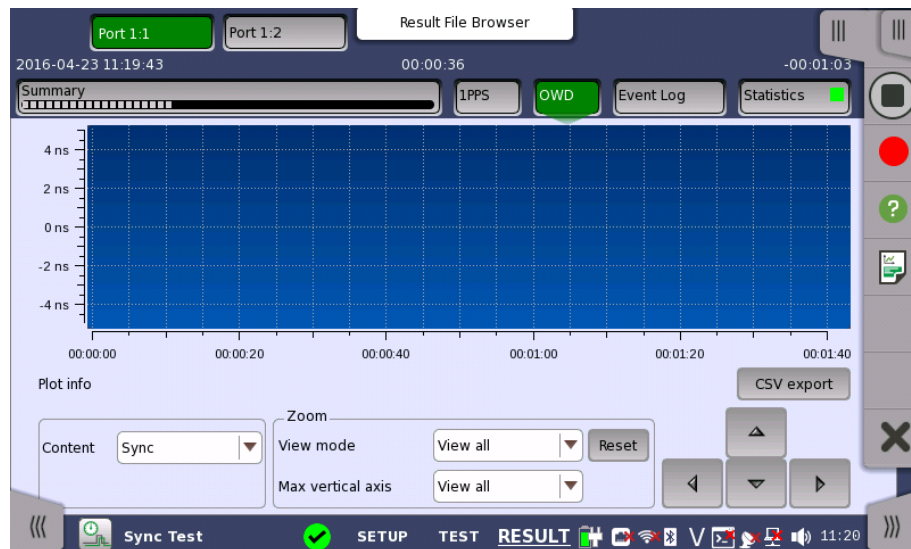 Result File Browser
Port 1:1 Port 1:2
2016-04-23 11:19:43 00:00:36 -00:01:03
Summary 1PPS OWD Event Log Statistics
4 ns
2 ns
0 ns
-2 ns
-4 ns
00:00:00 00:00:20 00:00:40 00:01:00 00:01:20 00:01:40
Plot info CSV export
Zoom
Content Sync View mode View all Reset
Max vertical axis View all
Sync Test SETUP TEST RESULT 11:20